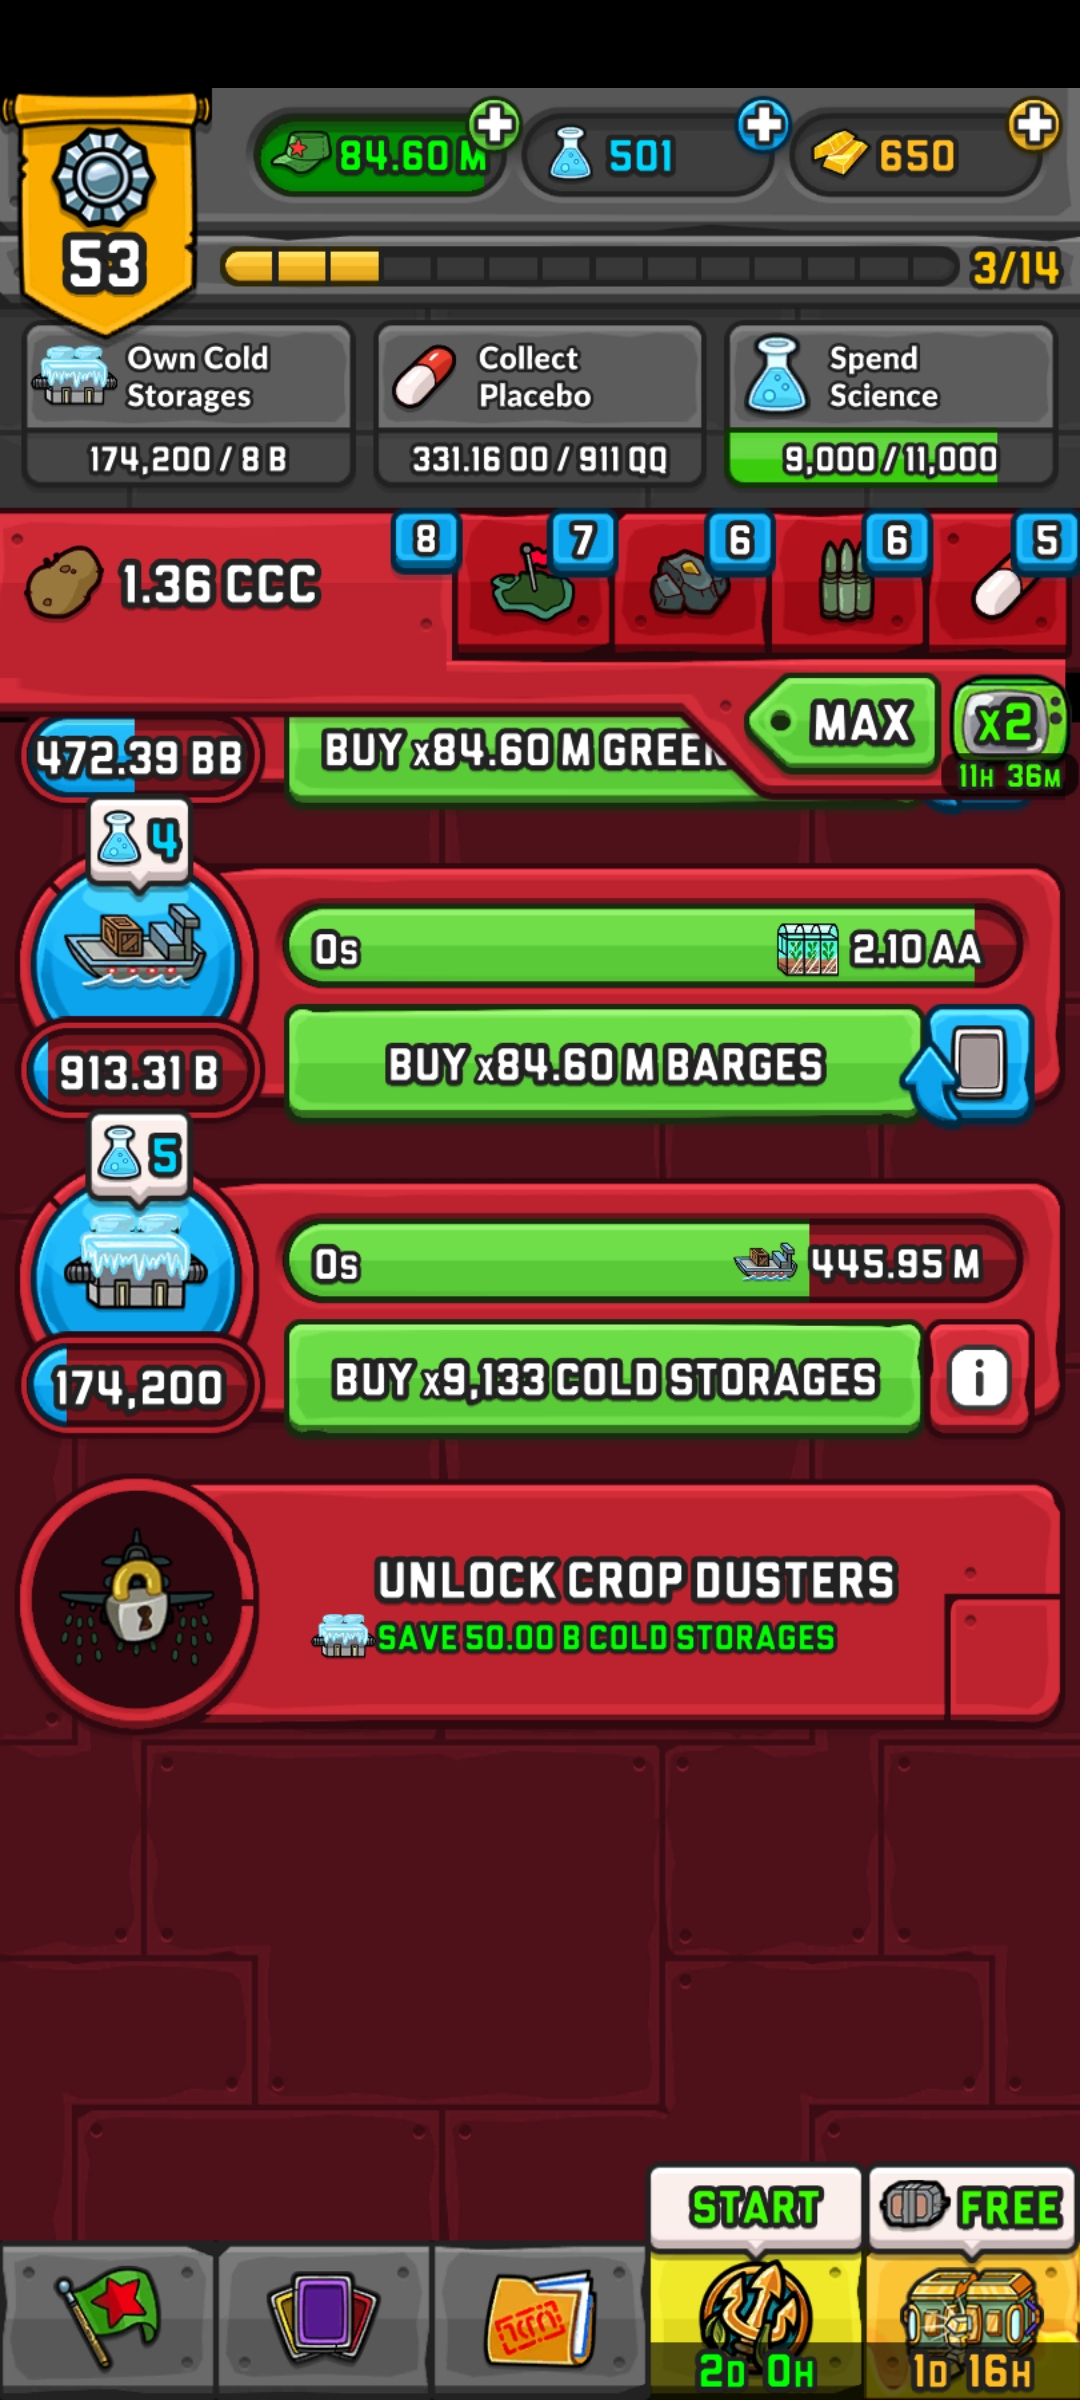 84.60 M
501
650
53
3/14
Own Cold
Storages
174,200 / 8 B
Collect
Placebo
331.16 OO / 911 QQ
Spend
Science
9,000 / 11,000
1.36 CCC
8
7
6
6
5
MAX
X2
11H 36M
472.39 BB
BUY x84.60 M GREEN
4
0s
2.10 AA
913.31 B
BUY x84.60 M BARGES
5
0s
445.95 M
174,200
BUY x9,133 COLD STORAGES
i
UNLOCK CROP DUSTERS
SAVE 50.00 B COLD STORAGES
START
FREE
2D 0H
1D 16H